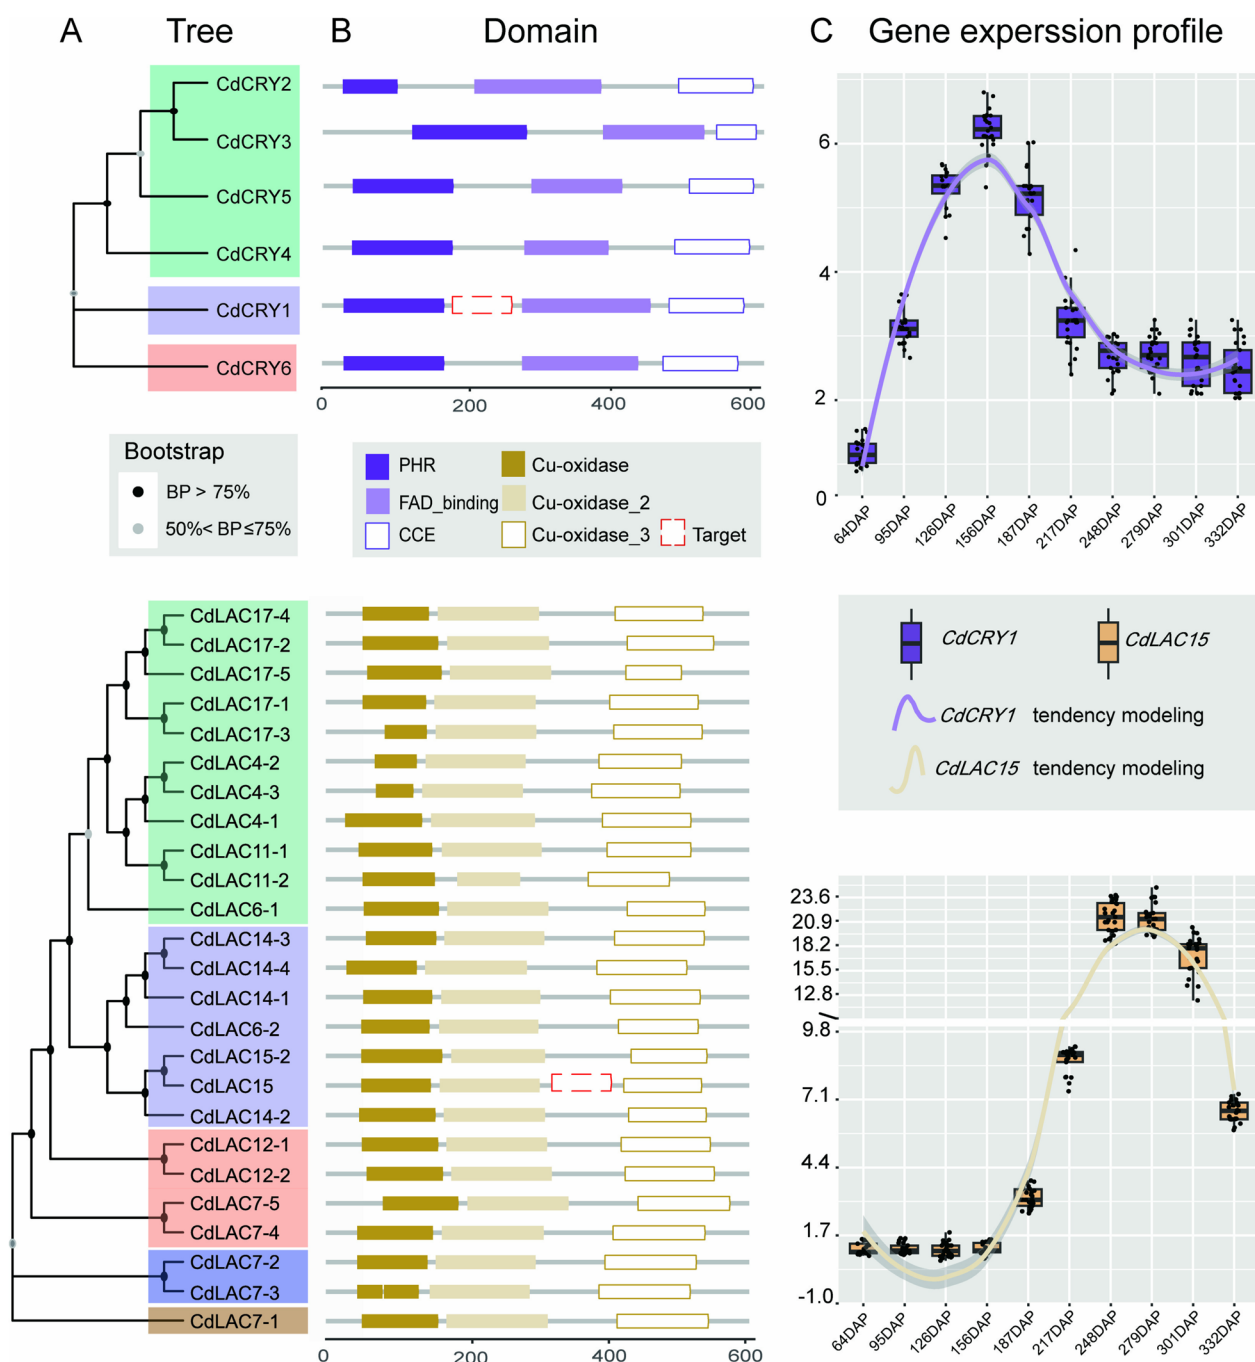 A Tree B Domain C Gene experssion profile
CdCRY2
CdCRY3
CdCRY5
CdCRY4
CdCRY1
CdCRY6
0 200 400 600
6
4
2
0
64DAP 95DAP 126DAP 156DAP 187DAP 217DAP 248DAP 279DAP 301DAP 332DAP
Bootstrap
BP > 75%
50%< BP ≤75%
PHR Cu-oxidase
FAD_binding Cu-oxidase_2
CCE Cu-oxidase_3 Target
CdCRY1 CdLAC15
CdCRY1 tendency modeling
CdLAC15 tendency modeling
CdLAC17-4
CdLAC17-2
CdLAC17-5
CdLAC17-1
CdLAC17-3
CdLAC4-2
CdLAC4-3
CdLAC4-1
CdLAC11-1
CdLAC11-2
CdLAC6-1
CdLAC14-3
CdLAC14-4
CdLAC14-1
CdLAC6-2
CdLAC15-2
CdLAC15
CdLAC14-2
CdLAC12-1
CdLAC12-2
CdLAC7-5
CdLAC7-4
CdLAC7-2
CdLAC7-3
CdLAC7-1
0 200 400 600
23.6
20.9
18.2
15.5
12.8
9.8
7.1
4.4
1.7
-1.0
64DAP 95DAP 126DAP 156DAP 187DAP 217DAP 248DAP 279DAP 301DAP 332DAP